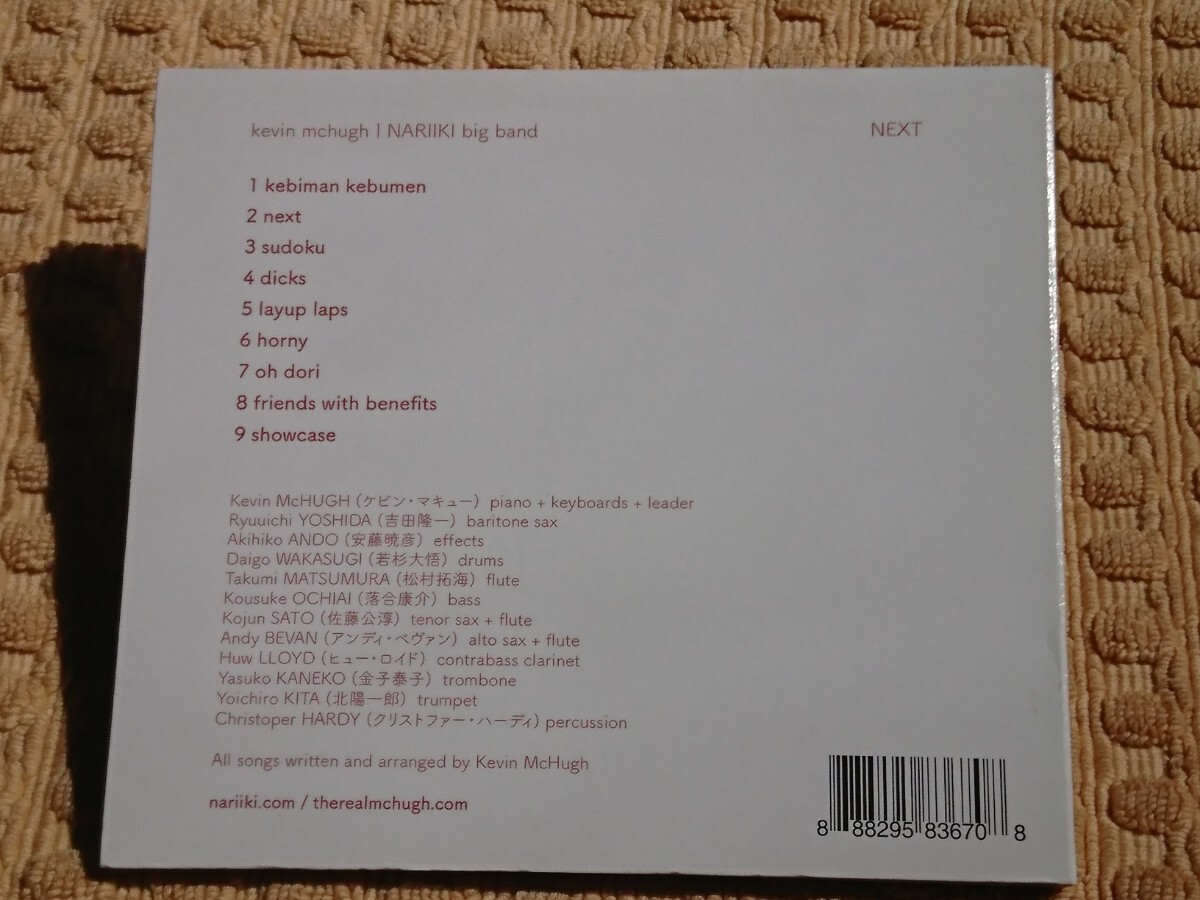 kevin mchugh | NARIIKI big band NEXT
1 kebiman kebumen
2 next
3 sudoku
4 dicks
5 layup laps
6 horny
7 oh dori
8 friends with benefits
9 showcase
Kevin McHUGH (ケビン・マキュー) piano + keyboards + leader
Ryuuichi YOSHIDA (吉田隆一) baritone sax
Akihiko ANDO (安藤暁彦) effects
Daigo WAKASUGI (若杉大悟) drums
Takumi MATSUMURA (松村拓海) flute
Kousuke OCHIAI (落合康介) bass
Kojun SATO (佐藤公淳) tenor sax + flute
Andy BEVAN (アンディ・ベヴァン) alto sax + flute
Huw LLOYD (ヒュー・ロイド) contrabass clarinet
Yasuko KANEKO (金子泰子) trombone
Yoichiro KITA (北陽一郎) trumpet
Christoper HARDY (クリストファー・ハーディ) percussion
All songs written and arranged by Kevin McHugh
nariiki.com / therealmchugh.com
8 88295 83670 8